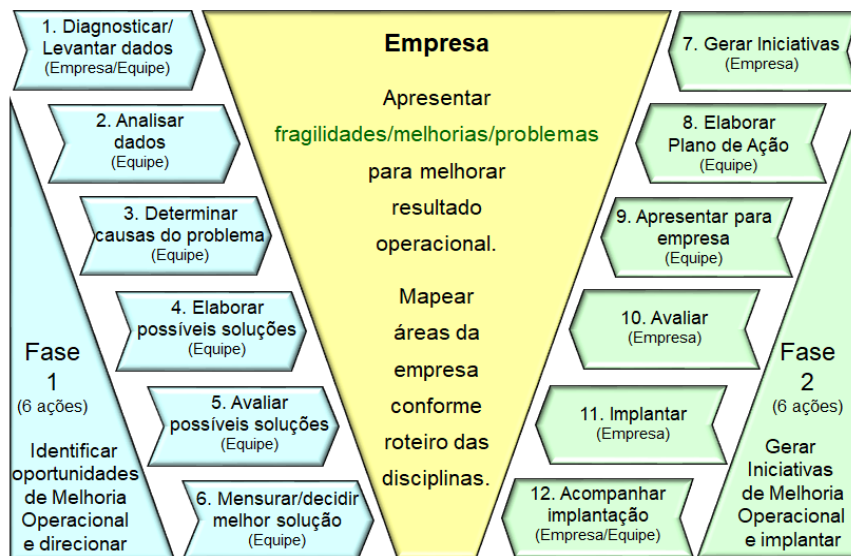 1. Diagnosticar/
Levantar dados
(Empresa/Equipe)
2. Analisar
dados
(Equipe)
3. Determinar
causas do problema
(Equipe)
4. Elaborar
possíveis soluções
(Equipe)
5. Avaliar
possíveis soluções
(Equipe)
6. Mensurar/decidir
melhor solução
(Equipe)
Fase
1
(6 ações)
Identificar
oportunidades
de Melhoria
Operacional
e direcionar
Empresa
Apresentar
fragilidades/melhorias/problemas
para melhorar
resultado
operacional.
Mapear
áreas da
empresa
conforme
roteiro das
disciplinas.
7. Gerar Iniciativas
(Empresa)
8. Elaborar
Plano de Ação
(Equipe)
9. Apresentar para
empresa
(Equipe)
10. Avaliar
(Empresa)
11. Implantar
(Empresa)
12. Acompanhar
implantação
(Empresa/Equipe)
Fase
2
(6 ações)
Gerar
Iniciativas
de Melhoria
Operacional
e implantar